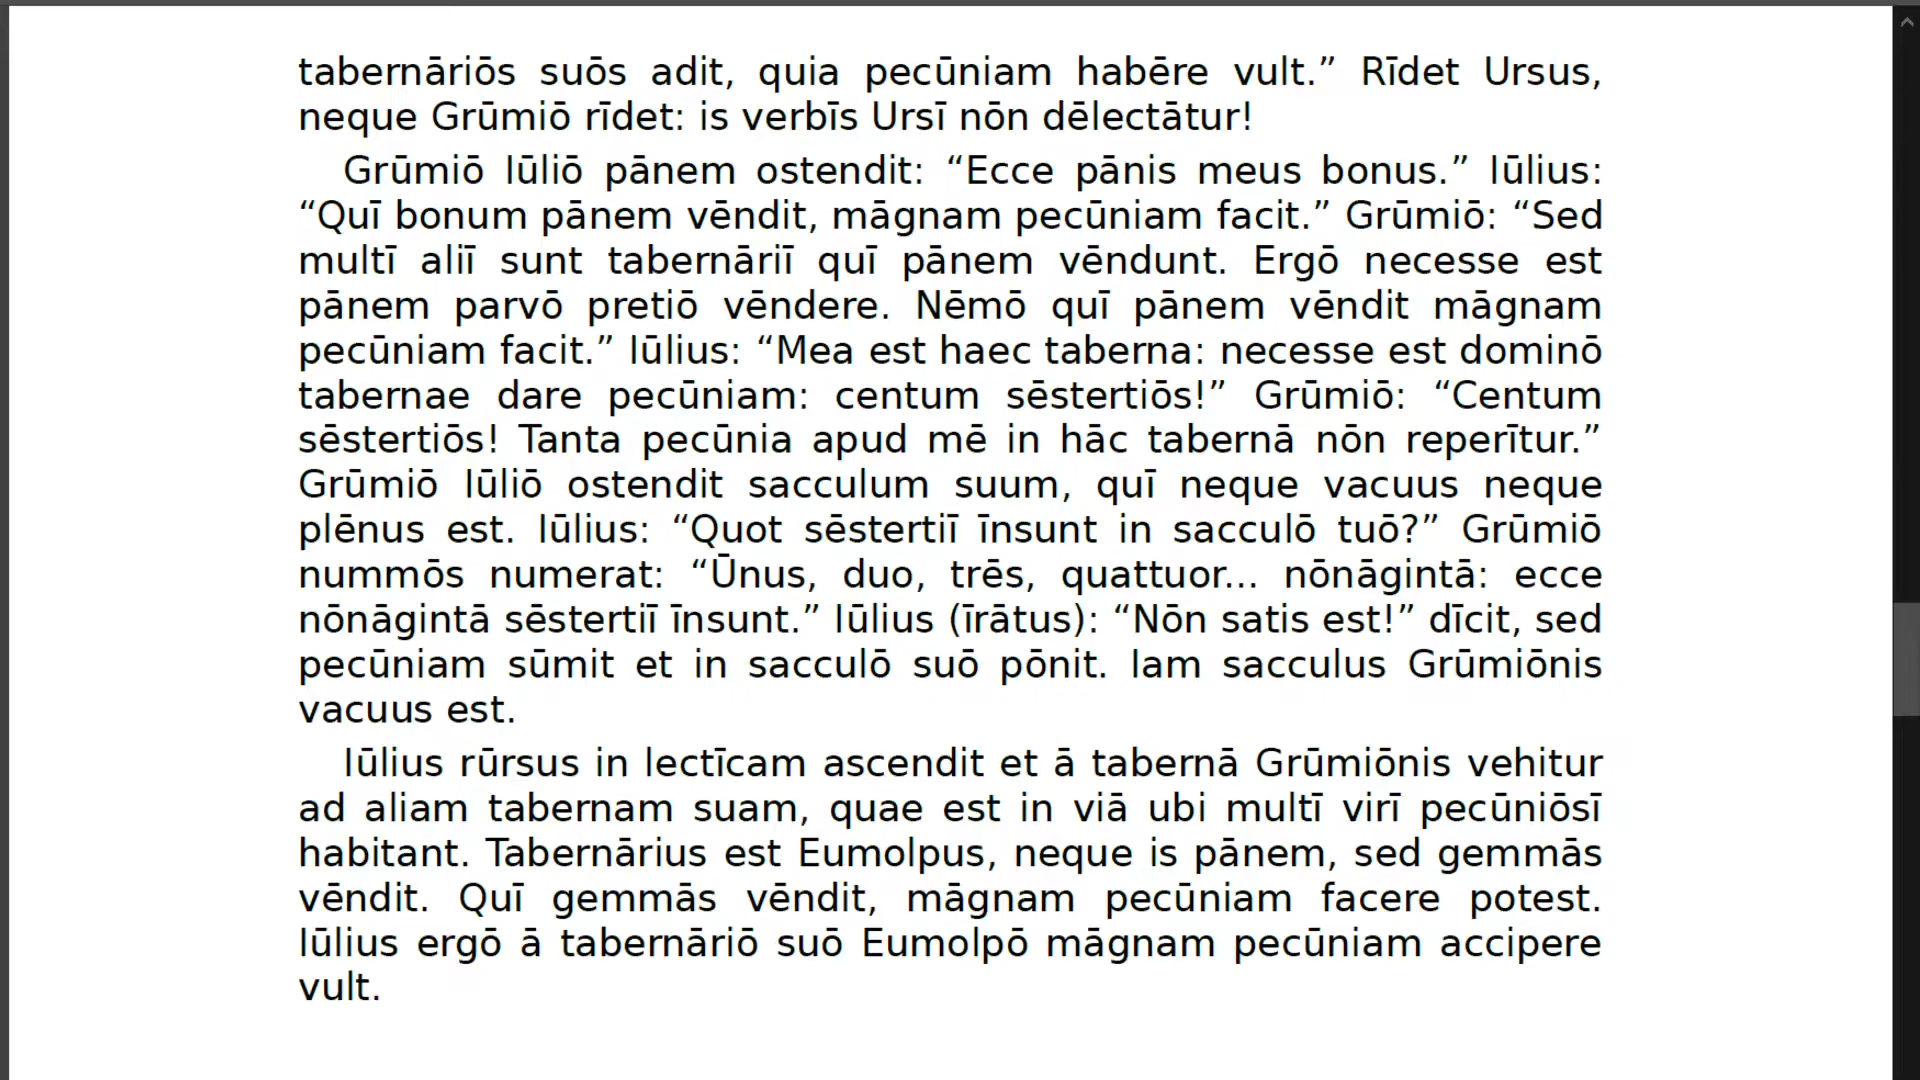 tabernāriōs suōs adit, quia pecūniam habēre vult.” Rīdet Ursus,
neque Grūmiō rīdet: is verbīs Ursī nōn dēlectātur!
Grūmiō Iūliō pānem ostendit: “Ecce pānis meus bonus.” Iūlius:
“Quī bonum pānem vēndit, māgnam pecūniam facit.” Grūmiō: “Sed
multī aliī sunt tabernāriī quī pānem vēndunt. Ergō necesse est
pānem parvō pretiō vēndere. Nēmō quī pānem vēndit māgnam
pecūniam facit.” Iūlius: “Mea est haec taberna: necesse est dominō
tabernae dare pecūniam: centum sēstertiōs!” Grūmiō: “Centum
sēstertiōs! Tanta pecūnia apud mē in hāc tabernā nōn reperītur.”
Grūmiō Iūliō ostendit sacculum suum, quī neque vacuus neque
plēnus est. Iūlius: “Quot sēstertiī īnsunt in sacculō tuō?” Grūmiō
nummōs numerat: “Ūnus, duo, trēs, quattuor... nōnāgintā: ecce
nōnāgintā sēstertiī īnsunt.” Iūlius (īrātus): “Nōn satis est!” dīcit, sed
pecūniam sūmit et in sacculō suō pōnit. Iam sacculus Grūmiōnis
vacuus est.
Iūlius rūrsus in lectīcam ascendit et ā tabernā Grūmiōnis vehitur
ad aliam tabernam suam, quae est in viā ubi multī virī pecūniōsī
habitant. Tabernārius est Eumolpus, neque is pānem, sed gemmās
vēndit. Quī gemmās vēndit, māgnam pecūniam facere potest.
Iūlius ergō ā tabernāriō suō Eumolpō māgnam pecūniam accipere
vult.